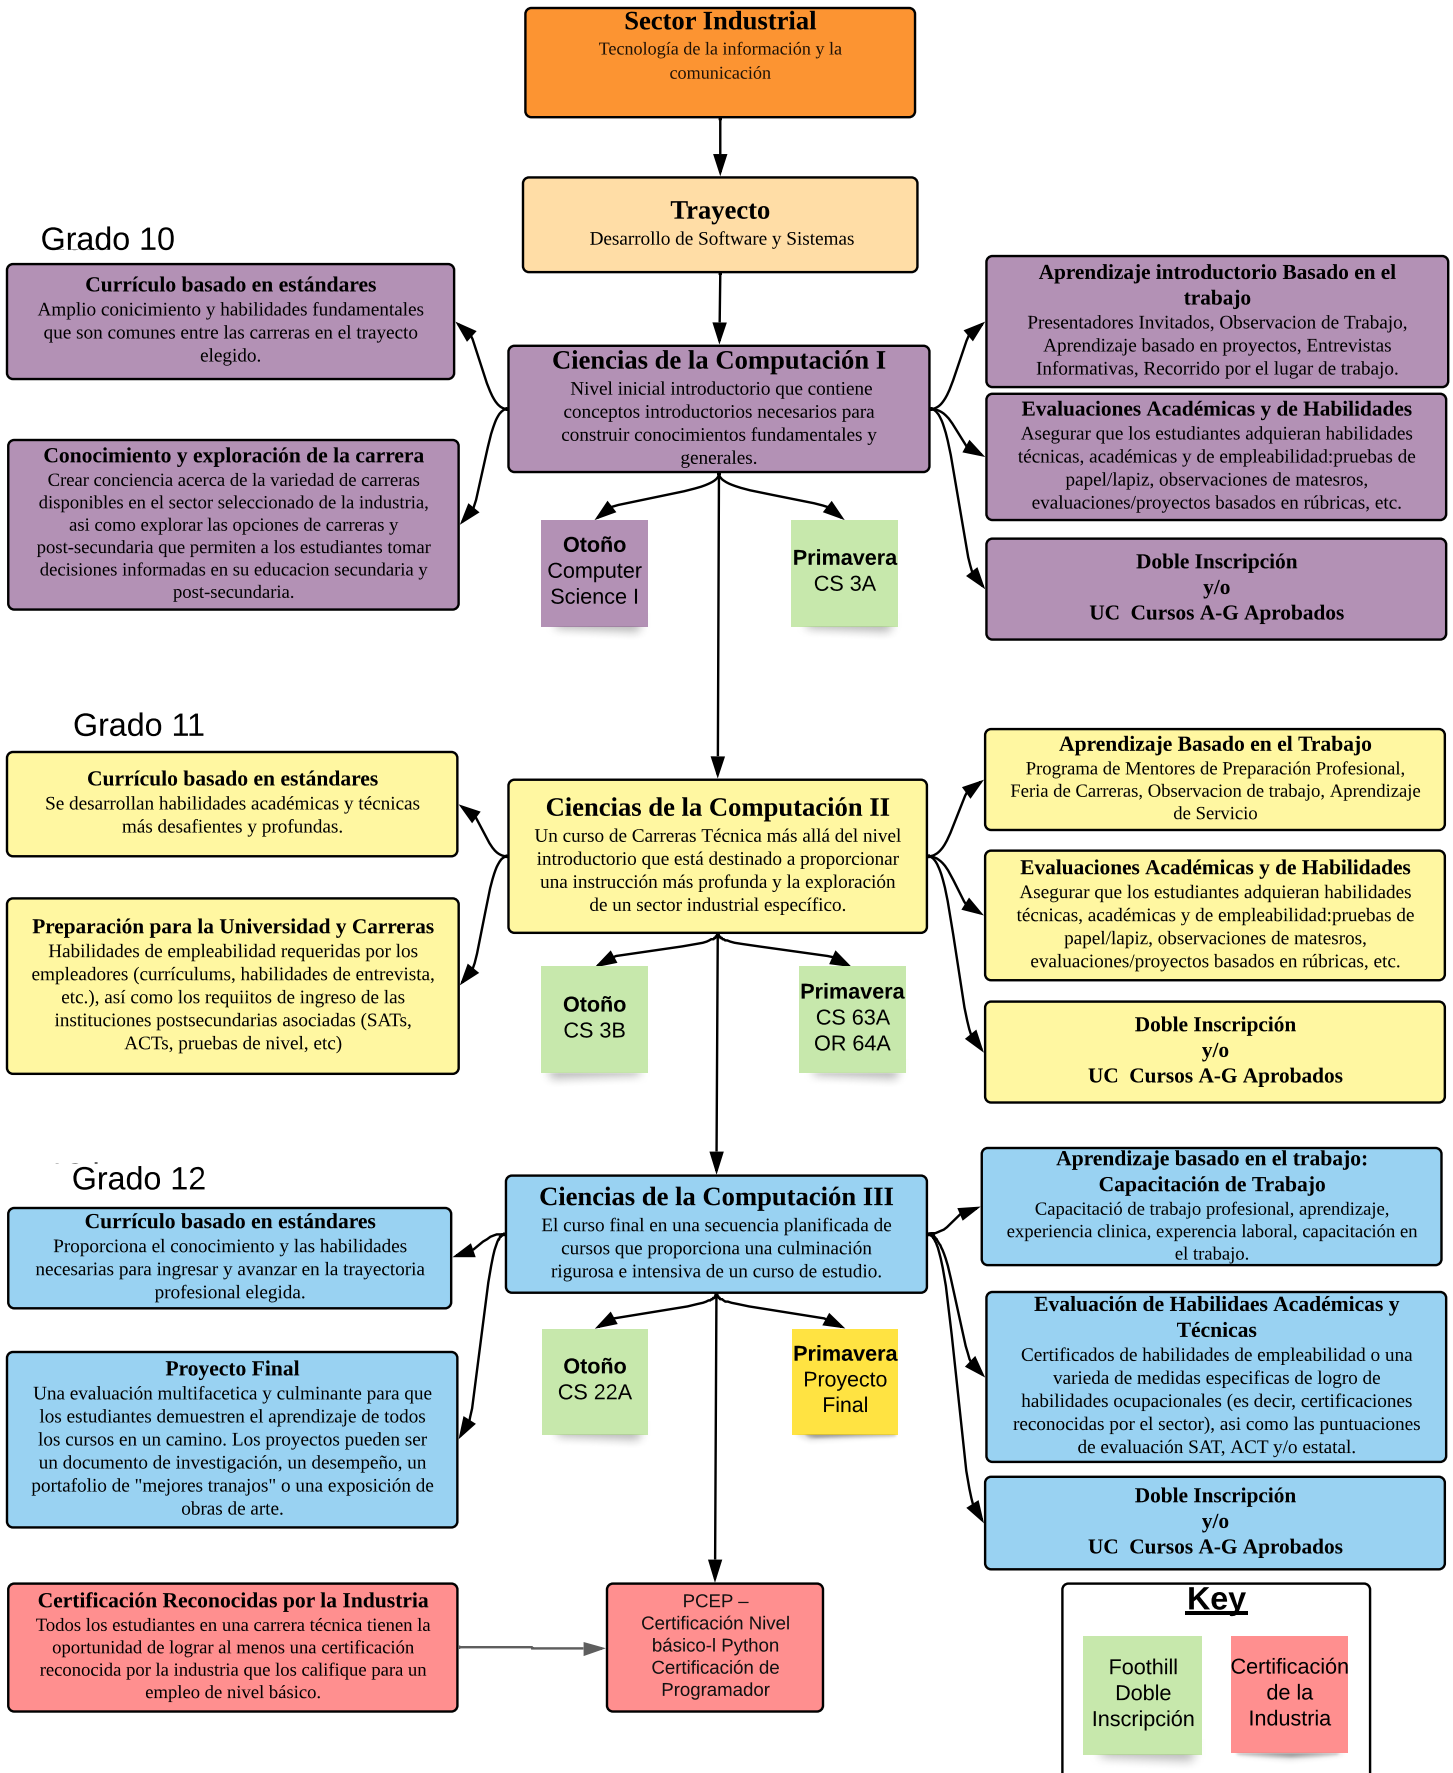 Sector Industrial
Tecnología de la información y la
comunicación
Trayecto
Desarrollo de Software y Sistemas
Grado 10
Currículo basado en estándares
Amplio conicimiento y habilidades fundamentales
que son comunes entre las carreras en el trayecto
elegido.
Conocimiento y exploración de la carrera
Crear conciencia acerca de la variedad de carreras
disponibles en el sector seleccionado de la industria,
asi como explorar las opciones de carreras y
post-secundaria que permiten a los estudiantes tomar
decisiones informadas en su educacion secundaria y
post-secundaria.
Ciencias de la Computación I
Nivel inicial introductorio que contiene
conceptos introductorios necesarios para
construir conocimientos fundamentales y
generales.
Otoño
Computer
Science I
Primavera
CS 3A
Aprendizaje introductorio Basado en el
trabajo
Presentadores Invitados, Observacion de Trabajo,
Aprendizaje basado en proyectos, Entrevistas
Informativas, Recorrido por el lugar de trabajo.
Evaluaciones Académicas y de Habilidades
Asegurar que los estudiantes adquieran habilidades
técnicas, académicas y de empleabilidad:pruebas de
papel/lapiz, observaciones de matesros,
evaluaciones/proyectos basados en rúbricas, etc.
Doble Inscripción
y/o
UC  Cursos A-G Aprobados
Grado 11
Currículo basado en estándares
Se desarrollan habilidades académicas y técnicas
más desafientes y profundas.
Preparación para la Universidad y Carreras
Habilidades de empleabilidad requeridas por los
empleadores (currículums, habilidades de entrevista,
etc.), así como los requiitos de ingreso de las
instituciones postsecundarias asociadas (SATs,
ACTs, pruebas de nivel, etc)
Ciencias de la Computación II
Un curso de Carreras Técnica más allá del nivel
introductorio que está destinado a proporcionar
una instrucción más profunda y la exploración
de un sector industrial específico.
Otoño
CS 3B
Primavera
CS 63A
OR 64A
Aprendizaje Basado en el Trabajo
Programa de Mentores de Preparación Profesional,
Feria de Carreras, Observacion de trabajo, Aprendizaje
de Servicio
Evaluaciones Académicas y de Habilidades
Asegurar que los estudiantes adquieran habilidades
técnicas, académicas y de empleabilidad:pruebas de
papel/lapiz, observaciones de matesros,
evaluaciones/proyectos basados en rúbricas, etc.
Doble Inscripción
y/o
UC  Cursos A-G Aprobados
Grado 12
Currículo basado en estándares
Proporciona el conocimiento y las habilidades
necesarias para ingresar y avanzar en la trayectoria
profesional elegida.
Proyecto Final
Una evaluación multifacetica y culminante para que
los estudiantes demuestren el aprendizaje de todos
los cursos en un camino. Los proyectos pueden ser
un documento de investigación, un desempeño, un
portafolio de "mejores tranajos" o una exposición de
obras de arte.
Ciencias de la Computación III
El curso final en una secuencia planificada de
cursos que proporciona una culminación
rigurosa e intensiva de un curso de estudio.
Otoño
CS 22A
Primavera
Proyecto
Final
Aprendizaje basado en el trabajo:
Capacitación de Trabajo
Capacitació de trabajo profesional, aprendizaje,
experiencia clinica, experencia laboral, capacitación en
el trabajo.
Evaluación de Habilidaes Académicas y
Técnicas
Certificados de habilidades de empleabilidad o una
varieda de medidas especificas de logro de
habilidades ocupacionales (es decir, certificaciones
reconocidas por el sector), asi como las puntuaciones
de evaluación SAT, ACT y/o estatal.
Doble Inscripción
y/o
UC  Cursos A-G Aprobados
Certificación Reconocidas por la Industria
Todos los estudiantes en una carrera técnica tienen la
oportunidad de lograr al menos una certificación
reconocida por la industria que los califique para un
empleo de nivel básico.
PCEP –
Certificación Nivel
básico-l Python
Certificación de
Programador
Key
Foothill
Doble
Inscripción
Certificación
de la
Industria